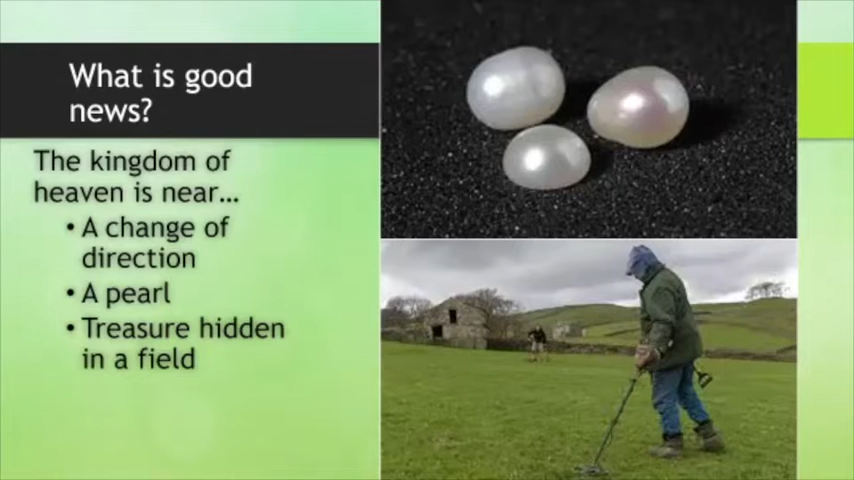 What is good
news?
The kingdom of
heaven is near...
• A change of
direction
• A pearl
• Treasure hidden
in a field